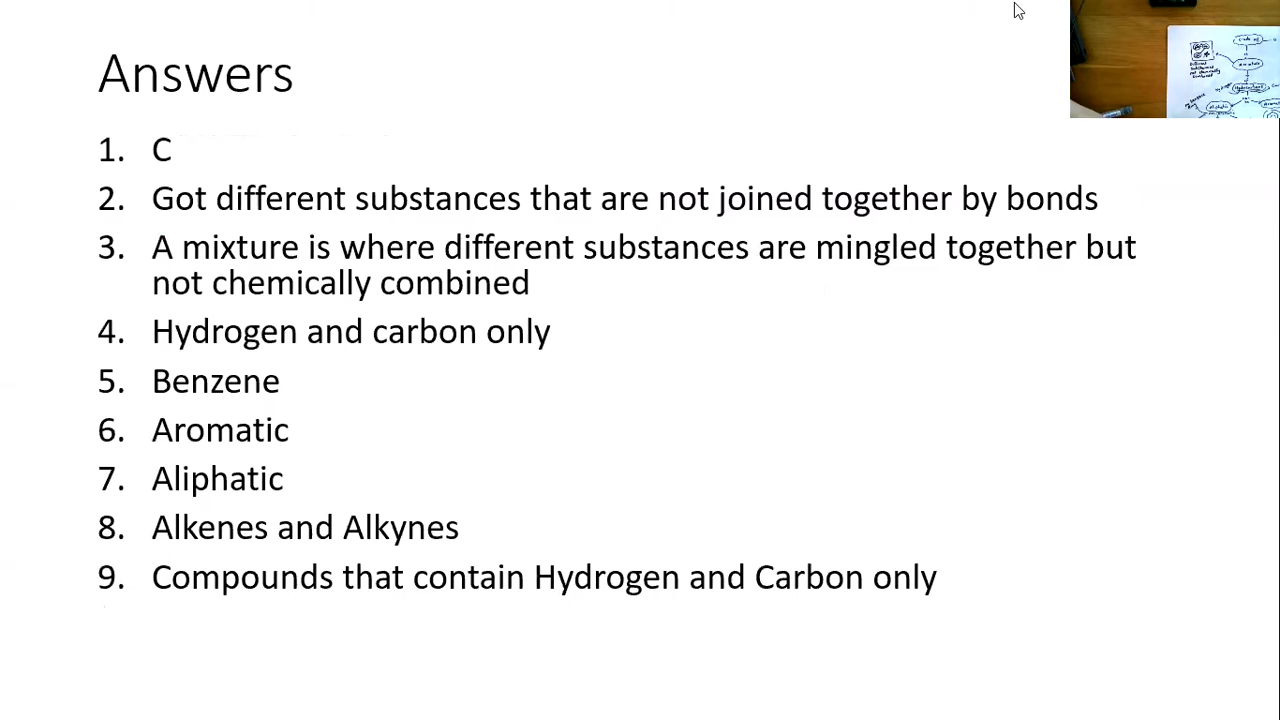 Answers
1. C
2. Got different substances that are not joined together by bonds
3. A mixture is where different substances are mingled together but
not chemically combined
4. Hydrogen and carbon only
5. Benzene
6. Aromatic
7. Aliphatic
8. Alkenes and Alkynes
9. Compounds that contain Hydrogen and Carbon only